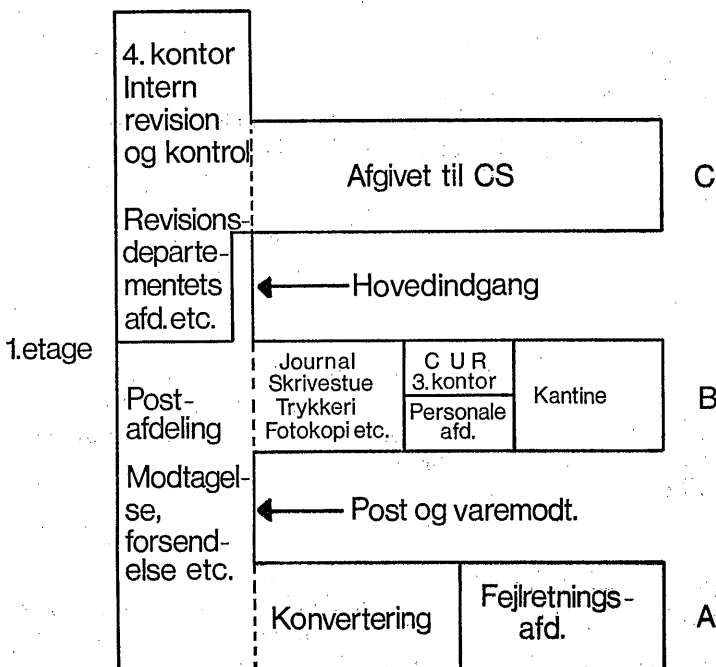 4. kontor
Intern
revision
og kontrol
Afgivet til CS
C
Revisions-
departe-
mentets
afd. etc.
Hovedindgang
1. etage
Journal
Skrivestue
Trykkeri
Fotokopi etc.
C U R
3. kontor
Personale
afd.
Kantine
B
Post-
afdeling
Modtagel-
se,
forsend-
else etc.
Post og varemodt.
Konvertering
Fejlretnings-
afd.
A